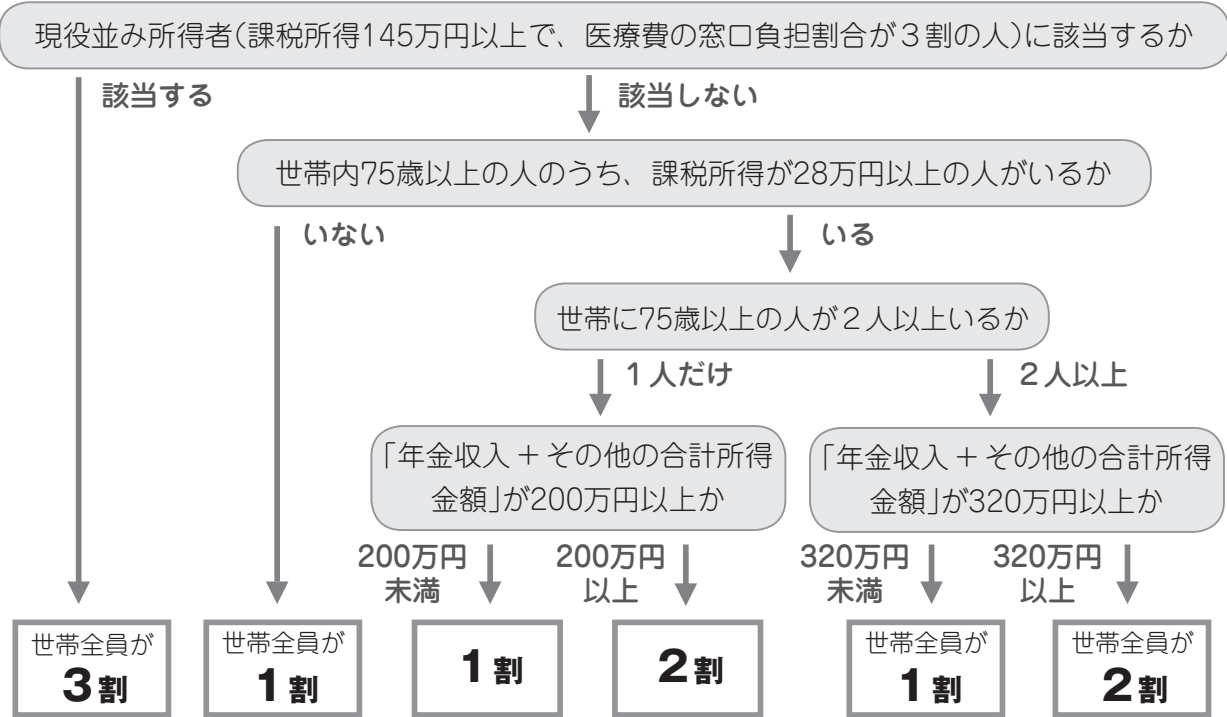 現役並み所得者(課税所得145万円以上で、医療費の窓口負担割合が3割の人)に該当するか
該当する
該当しない
世帯内75歳以上の人のうち、課税所得が28万円以上の人がいるか
いない
いる
世帯に75歳以上の人が2人以上いるか
1人だけ
2人以上
「年金収入+その他の合計所得
金額」が200万円以上か
「年金収入+その他の合計所得
金額」が320万円以上か
200万円
未満
200万円
以上
320万円
未満
320万円
以上
世帯全員が
3割
世帯全員が
1割
1割
2割
世帯全員が
1割
世帯全員が
2割